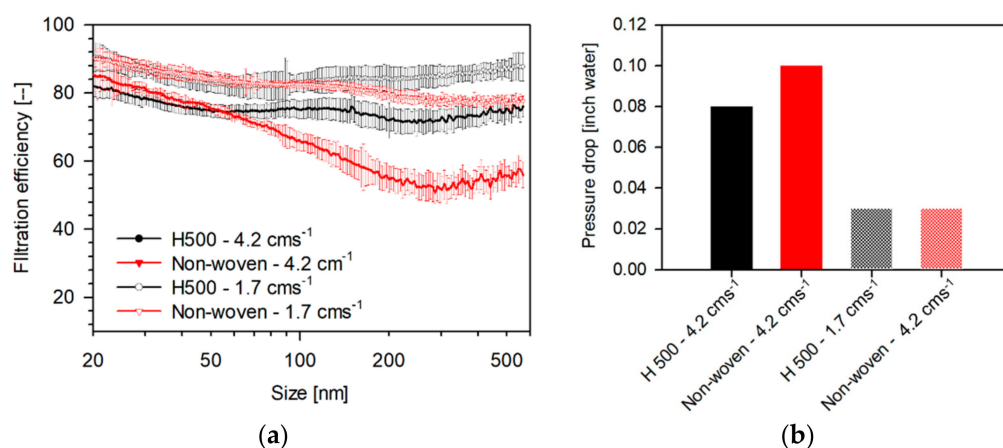 100
80
60
40
20
FIltration efficiency [--]
H500 - 4.2 cms⁻¹
Non-woven - 4.2 cm⁻¹
H500 - 1.7 cms⁻¹
Non-woven - 1.7 cms⁻¹
20 50 100 200 500
Size [nm]
(a)
0.12
0.10
0.08
0.06
0.04
0.02
0.00
Pressure drop [inch water]
H 500 - 4.2 cms⁻¹
Non-woven - 4.2 cms⁻¹
H 500 - 1.7 cms⁻¹
Non-woven - 4.2 cms⁻¹
(b)